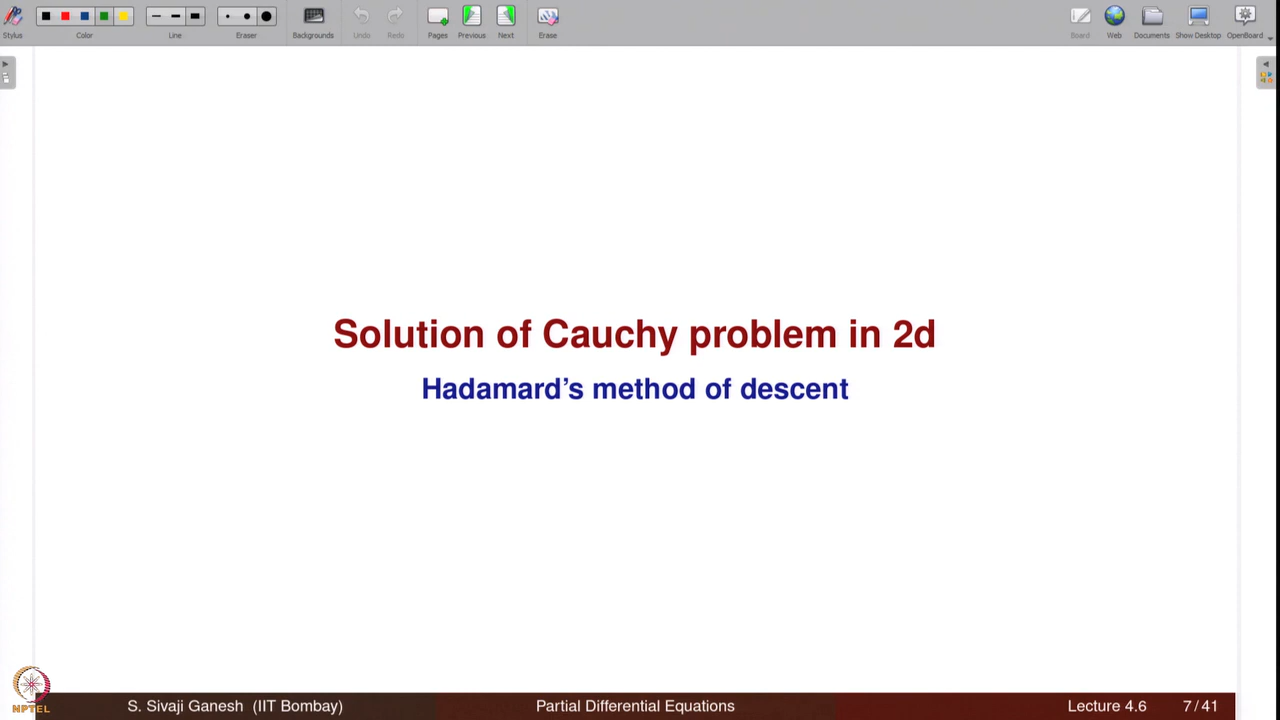 Stylus Color Line Eraser Backgrounds Undo Redo Pages Previous Next Erase Board Web Documents Show Desktop OpenBoard
Solution of Cauchy problem in 2d
Hadamard’s method of descent
NPTEL
S. Sivaji Ganesh (IIT Bombay) Partial Differential Equations Lecture 4.6 7 / 41